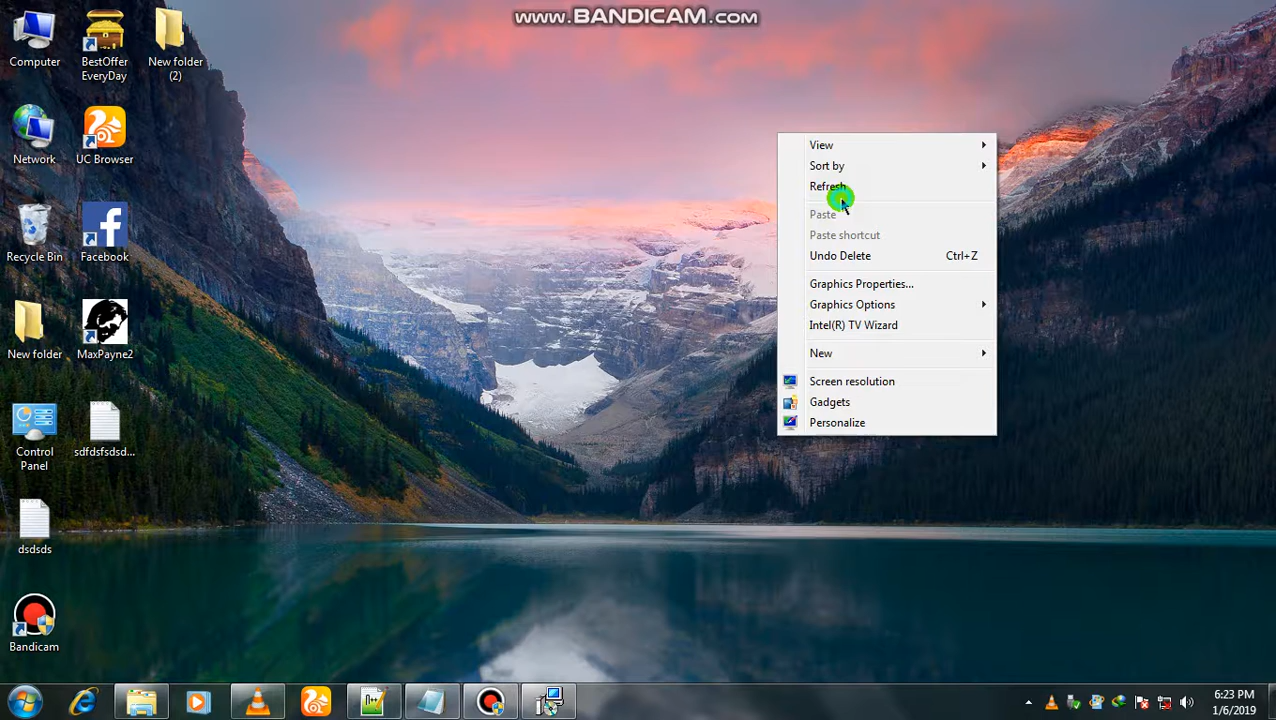 www.BANDICAM.com
Computer
BestOffer
EveryDay
New folder
(2)
Network
UC Browser
Recycle Bin
Facebook
New folder
MaxPayne2
Control
Panel
sdfdsfsdsd...
dsdsds
Bandicam
View
Sort by
Refresh
Paste
Paste shortcut
Undo Delete Ctrl+Z
Graphics Properties...
Graphics Options
Intel(R) TV Wizard
New
Screen resolution
Gadgets
Personalize
6:23 PM
1/6/2019